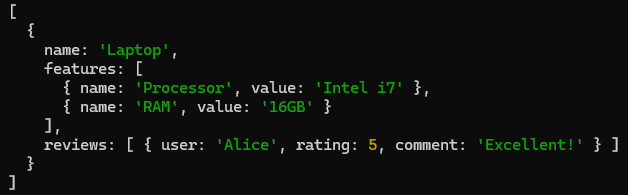 [
  {
    name: 'Laptop',
    features: [
      { name: 'Processor', value: 'Intel i7' },
      { name: 'RAM', value: '16GB' }
    ],
    reviews: [ { user: 'Alice', rating: 5, comment: 'Excellent!' } ]
  }
]